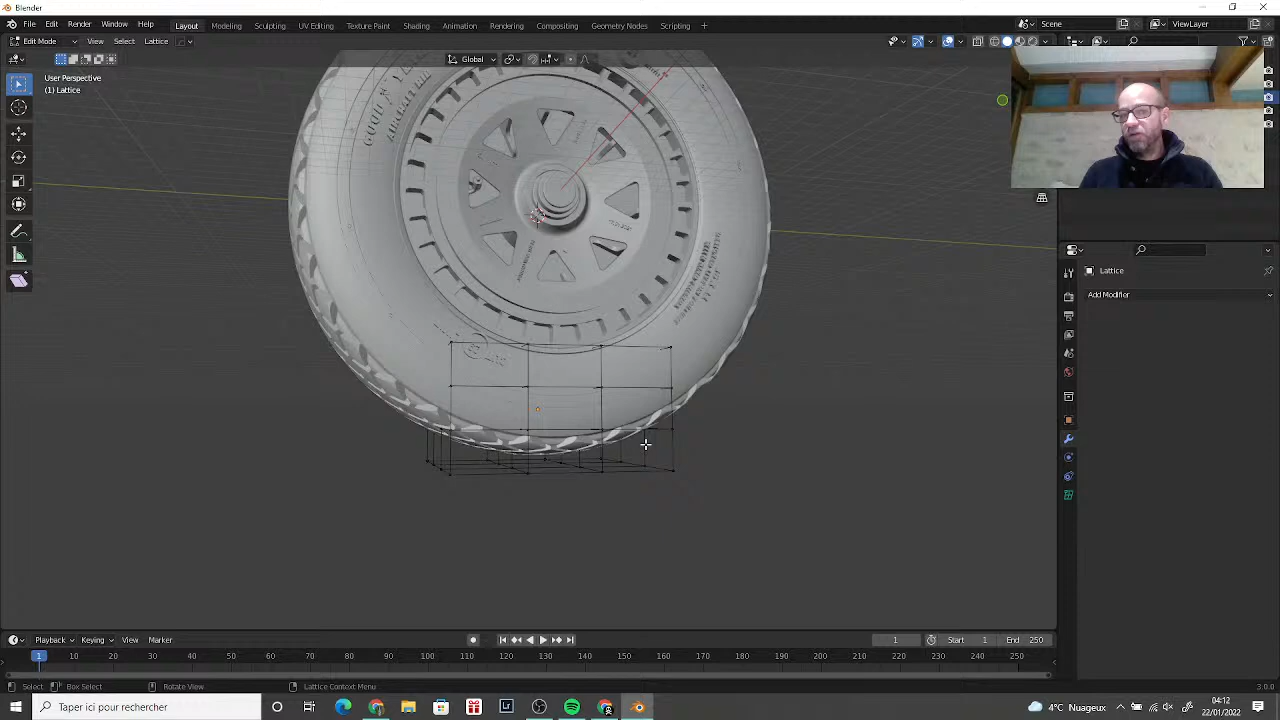 Blender
File Edit Render Window Help
Layout Modeling Sculpting UV Editing Texture Paint Shading Animation Rendering Compositing Geometry Nodes Scripting +
Scene
ViewLayer
Edit Mode View Select Lattice
Global
User Perspective
(1) Lattice
Lattice
Add Modifier
Playback Keying View Marker
1
Start 1
End 250
1 10 20 30 40 50 60 70 80 90 100 110 120 130 140 150 160 170 180 190 200 210 220 230 240 250
Select Box Select Rotate View Lattice Context Menu
3.0.0
Taper ici pour rechercher
4°C Nuageux
04:12
22/01/2022